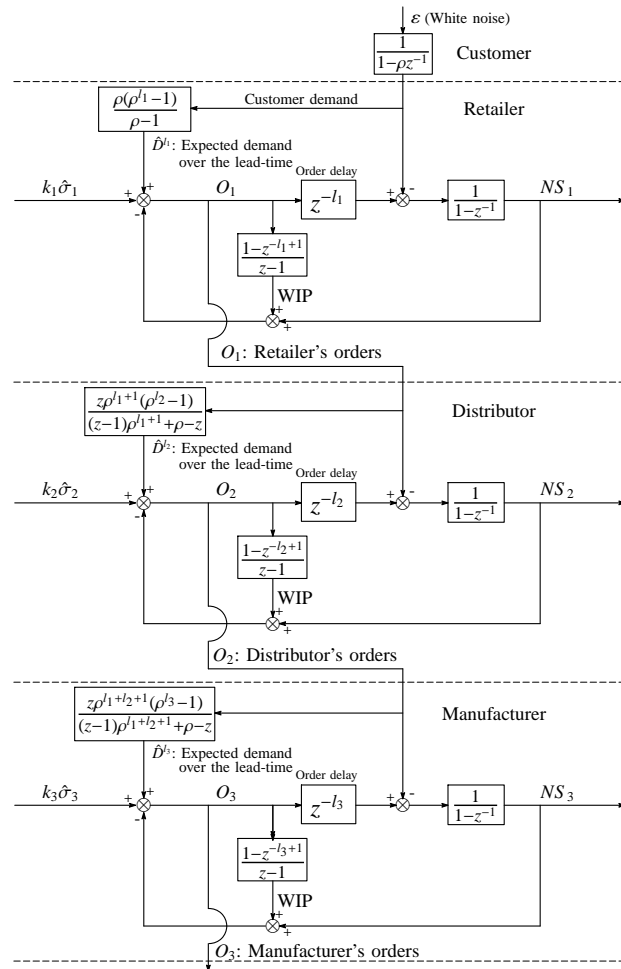 ε (White noise)
1
1−ρz⁻¹
Customer
ρ(ρ^{l₁}−1)
ρ−1
Customer demand
Retailer
D̂^{l₁}: Expected demand
over the lead-time
Order delay
k₁σ̂₁
+
+
-
O₁
z^{−l₁}
+
-
1
1−z⁻¹
NS₁
1−z^{−l₁+1}
z−1
WIP
+
+
O₁: Retailer's orders
zρ^{l₁+1}(ρ^{l₂}−1)
(z−1)ρ^{l₁+1}+ρ−z
Distributor
D̂^{l₂}: Expected demand
over the lead-time
Order delay
k₂σ̂₂
+
+
-
O₂
z^{−l₂}
+
-
1
1−z⁻¹
NS₂
1−z^{−l₂+1}
z−1
WIP
+
+
O₂: Distributor's orders
zρ^{l₁+l₂+1}(ρ^{l₃}−1)
(z−1)ρ^{l₁+l₂+1}+ρ−z
Manufacturer
D̂^{l₃}: Expected demand
over the lead-time
Order delay
k₃σ̂₃
+
+
-
O₃
z^{−l₃}
+
-
1
1−z⁻¹
NS₃
1−z^{−l₃+1}
z−1
WIP
+
+
O₃: Manufacturer's orders